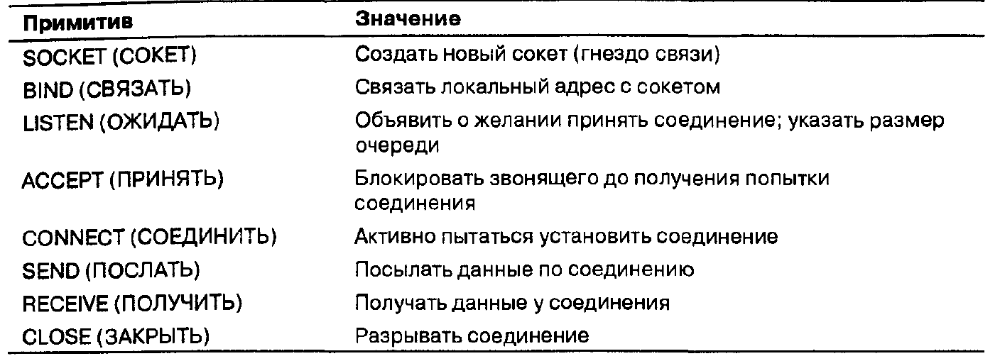 Примитив Значение
SOCKET (СОКЕТ) Создать новый сокет (гнездо связи)
BIND (СВЯЗАТЬ) Связать локальный адрес с сокетом
LISTEN (ОЖИДАТЬ) Объявить о желании принять соединение; указать размер
очереди
ACCEPT (ПРИНЯТЬ) Блокировать звонящего до получения попытки
соединения
CONNECT (СОЕДИНИТЬ) Активно пытаться установить соединение
SEND (ПОСЛАТЬ) Посылать данные по соединению
RECEIVE (ПОЛУЧИТЬ) Получать данные у соединения
CLOSE (ЗАКРЫТЬ) Разрывать соединение